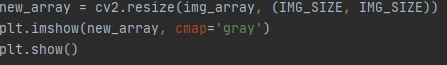 new_array = cv2.resize(img_array, (IMG_SIZE, IMG_SIZE))
plt.imshow(new_array, cmap='gray')
plt.show()